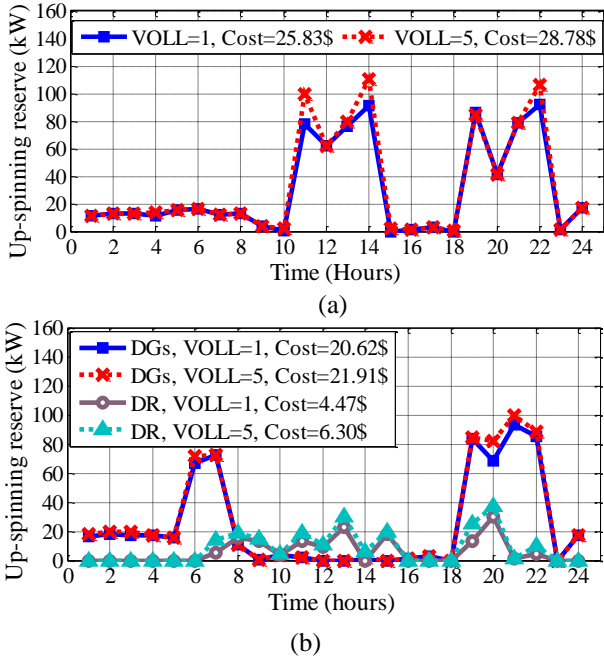 160
140
120
100
80
60
40
20
0
Up-spinning reserve (kW)
VOLL=1, Cost=25.83$ VOLL=5, Cost=28.78$
0 2 4 6 8 10 12 14 16 18 20 22 24
Time (Hours)
(a)
160
140
120
100
80
60
40
20
0
Up-spinning reserve (kW)
DGs, VOLL=1, Cost=20.62$
DGs, VOLL=5, Cost=21.91$
DR, VOLL=1, Cost=4.47$
DR, VOLL=5, Cost=6.30$
0 2 4 6 8 10 12 14 16 18 20 22 24
Time (hours)
(b)